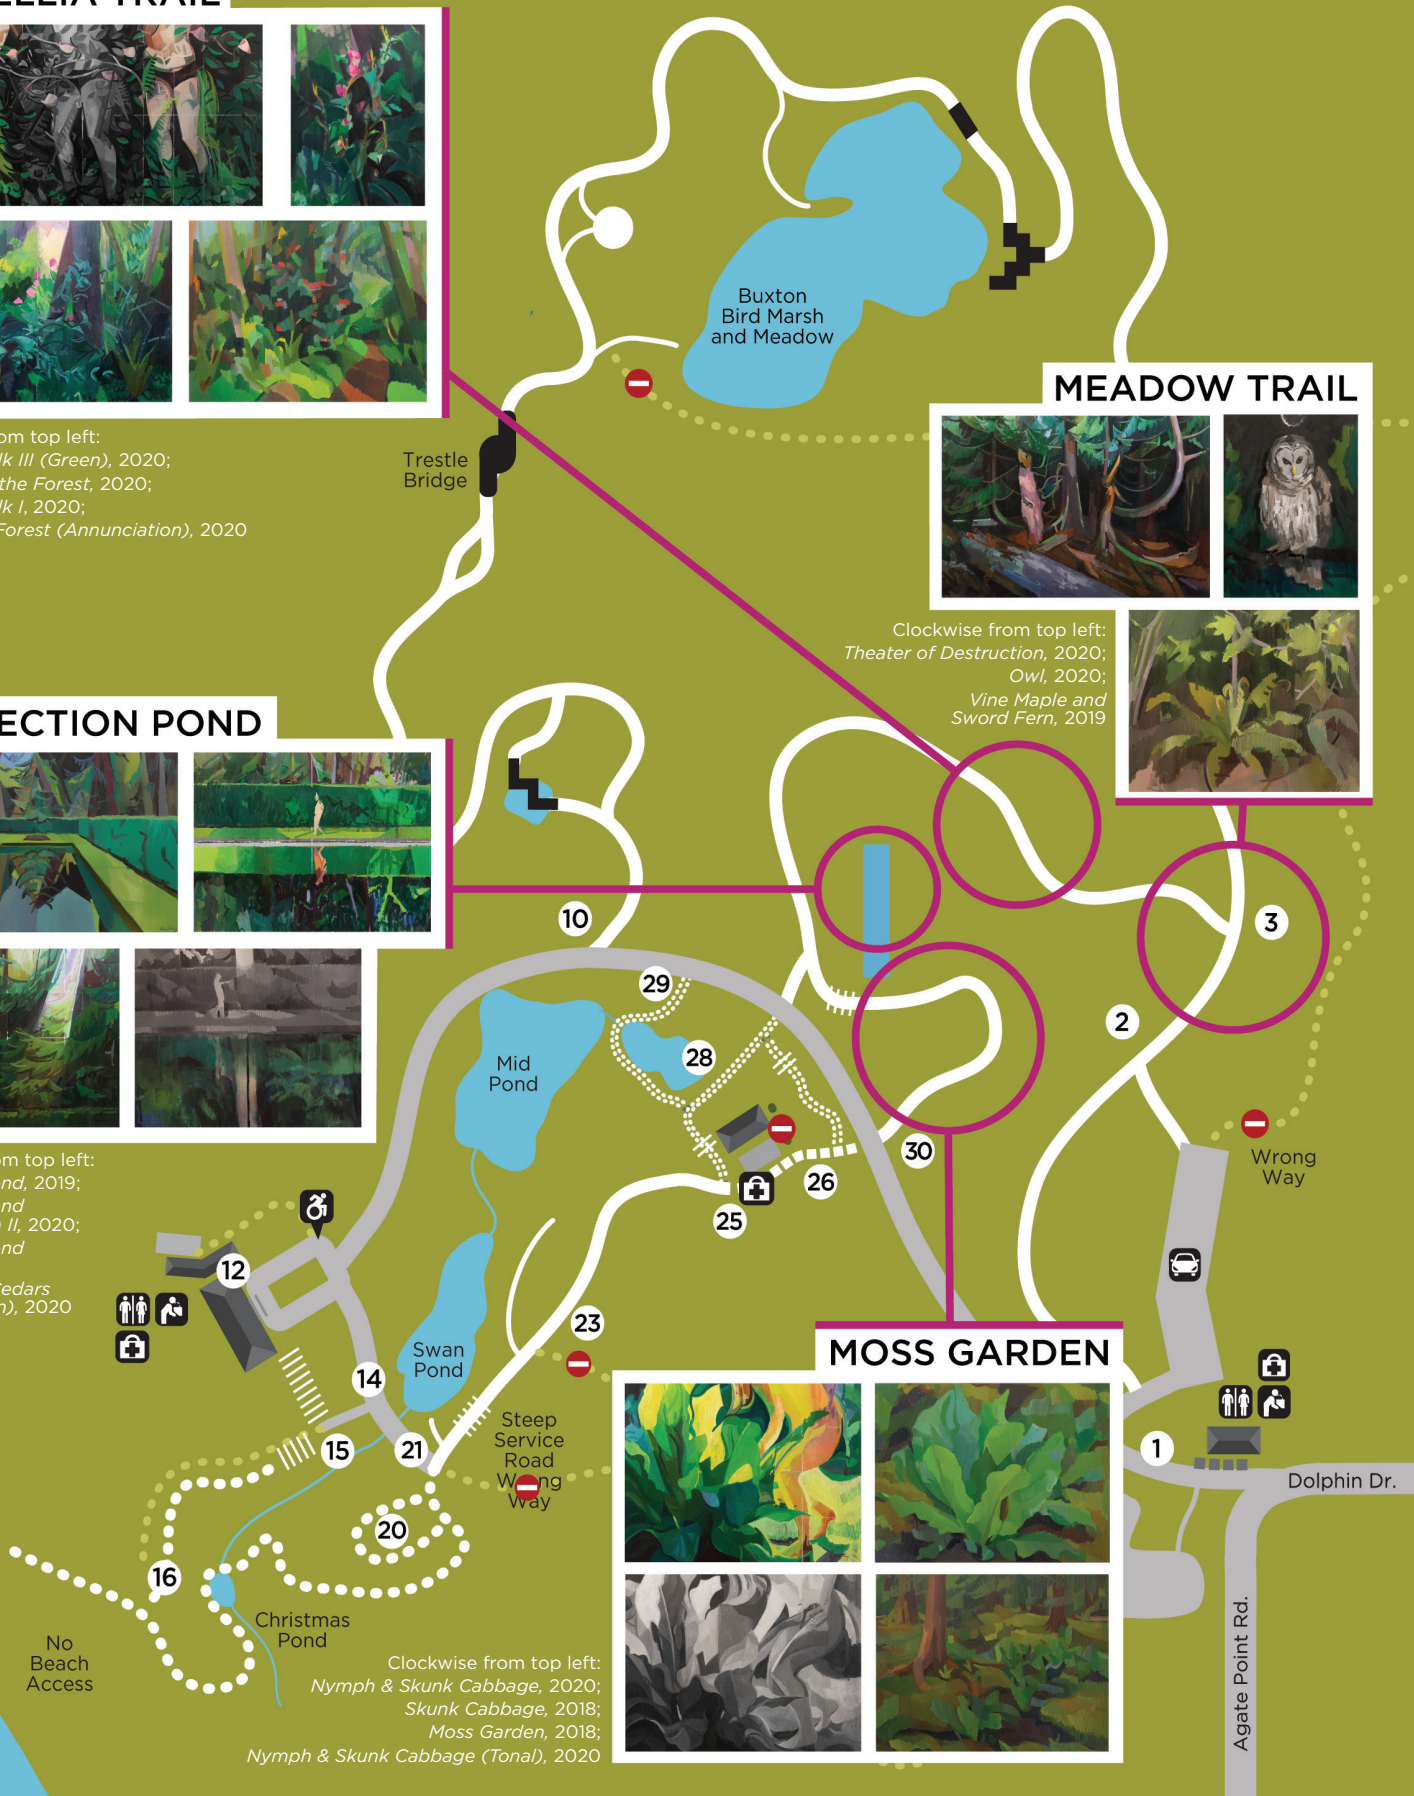 Buxton
Bird Marsh
and Meadow
MEADOW TRAIL
Trestle
Bridge
om top left:
lk III (Green), 2020;
the Forest, 2020;
lk I, 2020;
Forest (Annunciation), 2020
Clockwise from top left:
Theater of Destruction, 2020;
Owl, 2020;
Vine Maple and
Sword Fern, 2019
ECTION POND
10
3
29
2
28
Mid
Pond
30
26
25
Wrong
Way
om top left:
nd, 2019;
nd
II, 2020;
nd
edars
n), 2020
12
23
Swan
Pond
14
MOSS GARDEN
Steep
Service
Road
Wrong
Way
15
21
1
Dolphin Dr.
20
16
Christmas
Pond
No
Beach
Access
Clockwise from top left:
Nymph & Skunk Cabbage, 2020;
Skunk Cabbage, 2018;
Moss Garden, 2018;
Nymph & Skunk Cabbage (Tonal), 2020
Agate Point Rd.